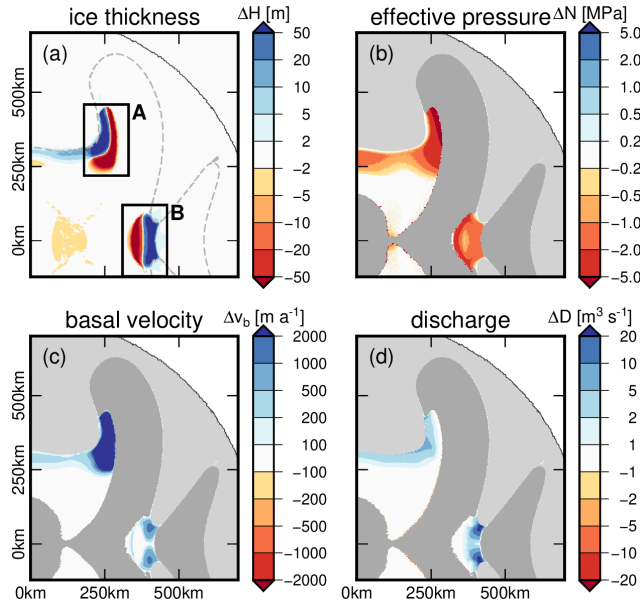 ice thickness
ΔH [m]
effective pressure
ΔN [MPa]
(a)
A
B
500km
250km
0km
50
20
10
5
2
−2
−5
−10
−20
−50
(b)
5.0
2.0
1.0
0.5
0.2
−0.2
−0.5
−1.0
−2.0
−5.0
basal velocity
Δv_b [m a⁻¹]
discharge
ΔD [m³ s⁻¹]
(c)
500km
250km
0km
0km
250km
500km
2000
1000
500
200
100
−100
−200
−500
−1000
−2000
(d)
0km
250km
500km
20
10
5
2
1
−1
−2
−5
−10
−20